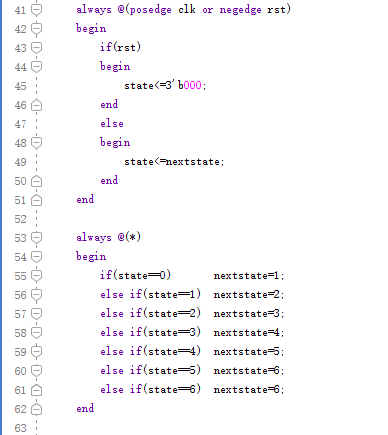 41 always @(posedge clk or negedge rst)
42 begin
43 if(rst)
44 begin
45 state<=3'b000;
46 end
47 else
48 begin
49 state<=nextstate;
50 end
51 end
52
53 always @(*)
54 begin
55 if(state==0) nextstate=1;
56 else if(state==1) nextstate=2;
57 else if(state==2) nextstate=3;
58 else if(state==3) nextstate=4;
59 else if(state==4) nextstate=5;
60 else if(state==5) nextstate=6;
61 else if(state==6) nextstate=6;
62 end
63